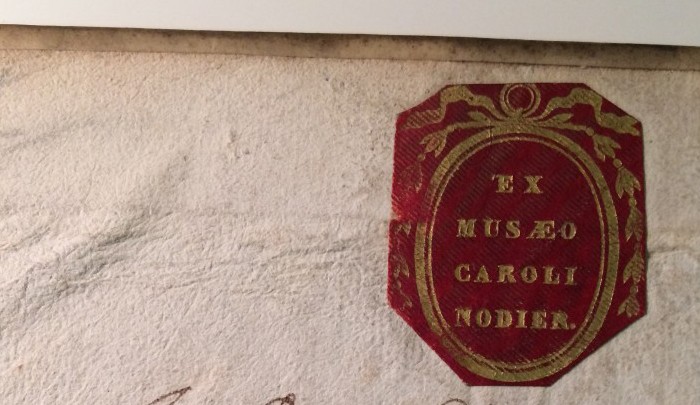 EX
MUSÆO
CAROLI
NODIER.